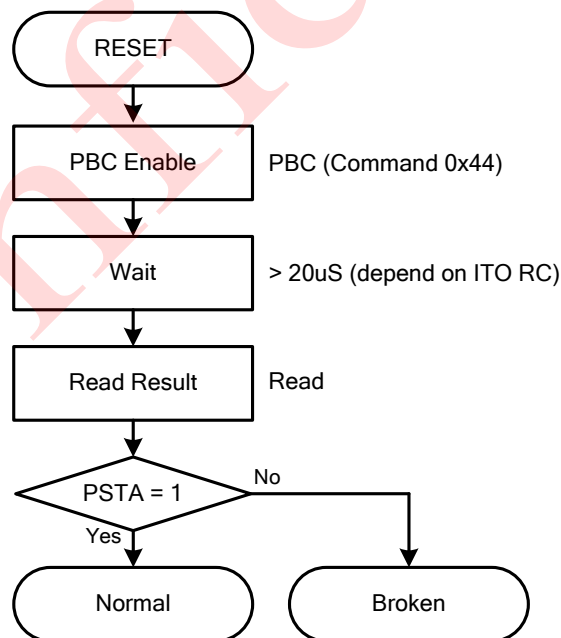 RESET
PBC Enable
PBC (Command 0x44)
Wait
> 20uS (depend on ITO RC)
Read Result
Read
PSTA = 1
No
Yes
Normal
Broken